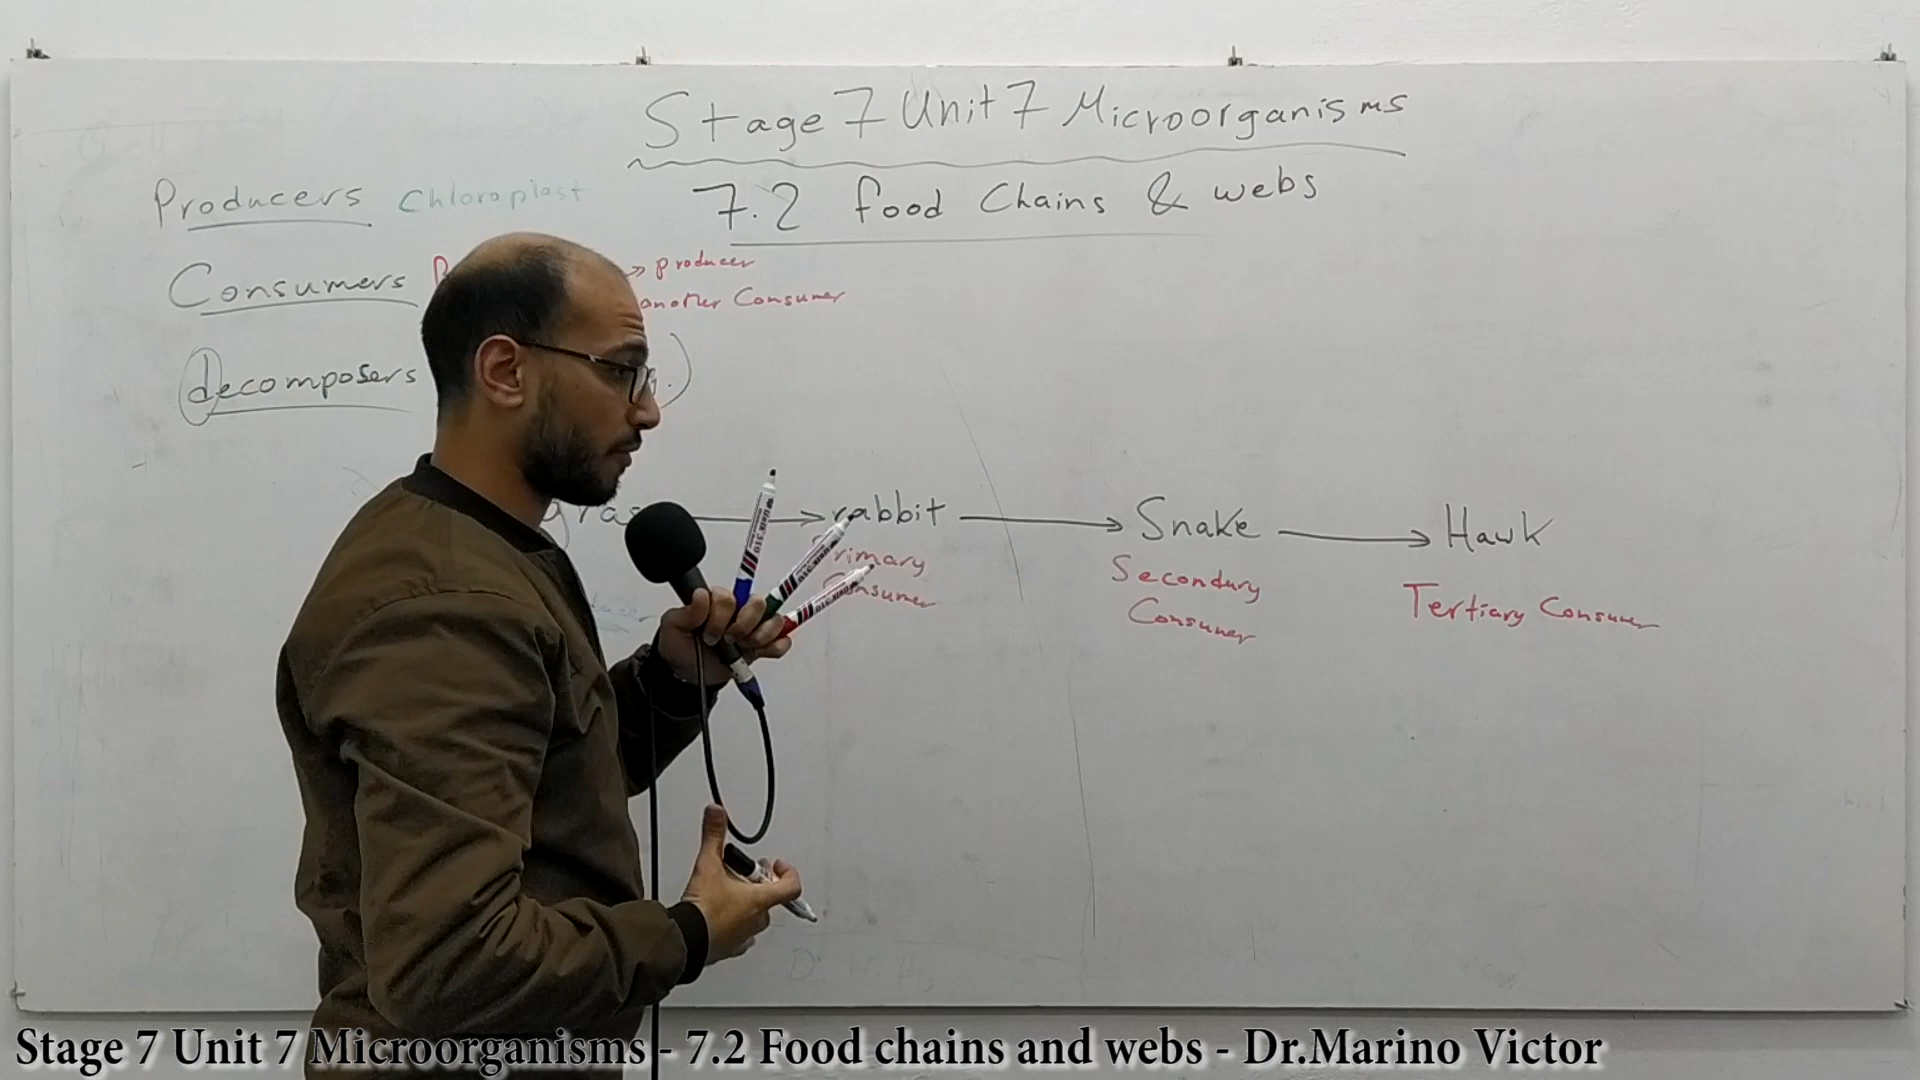 Stage 7 Unit 7 Microorganisms
7.2 food Chains & webs
Producers Chloroplast
Consumers
producer
another Consumer
decomposers
rabbit Snake Hawk
Primary Consumer
Secondary Consumer
Tertiary Consumer
Stage 7 Unit 7 Microorganisms - 7.2 Food chains and webs - Dr.Marino Victor